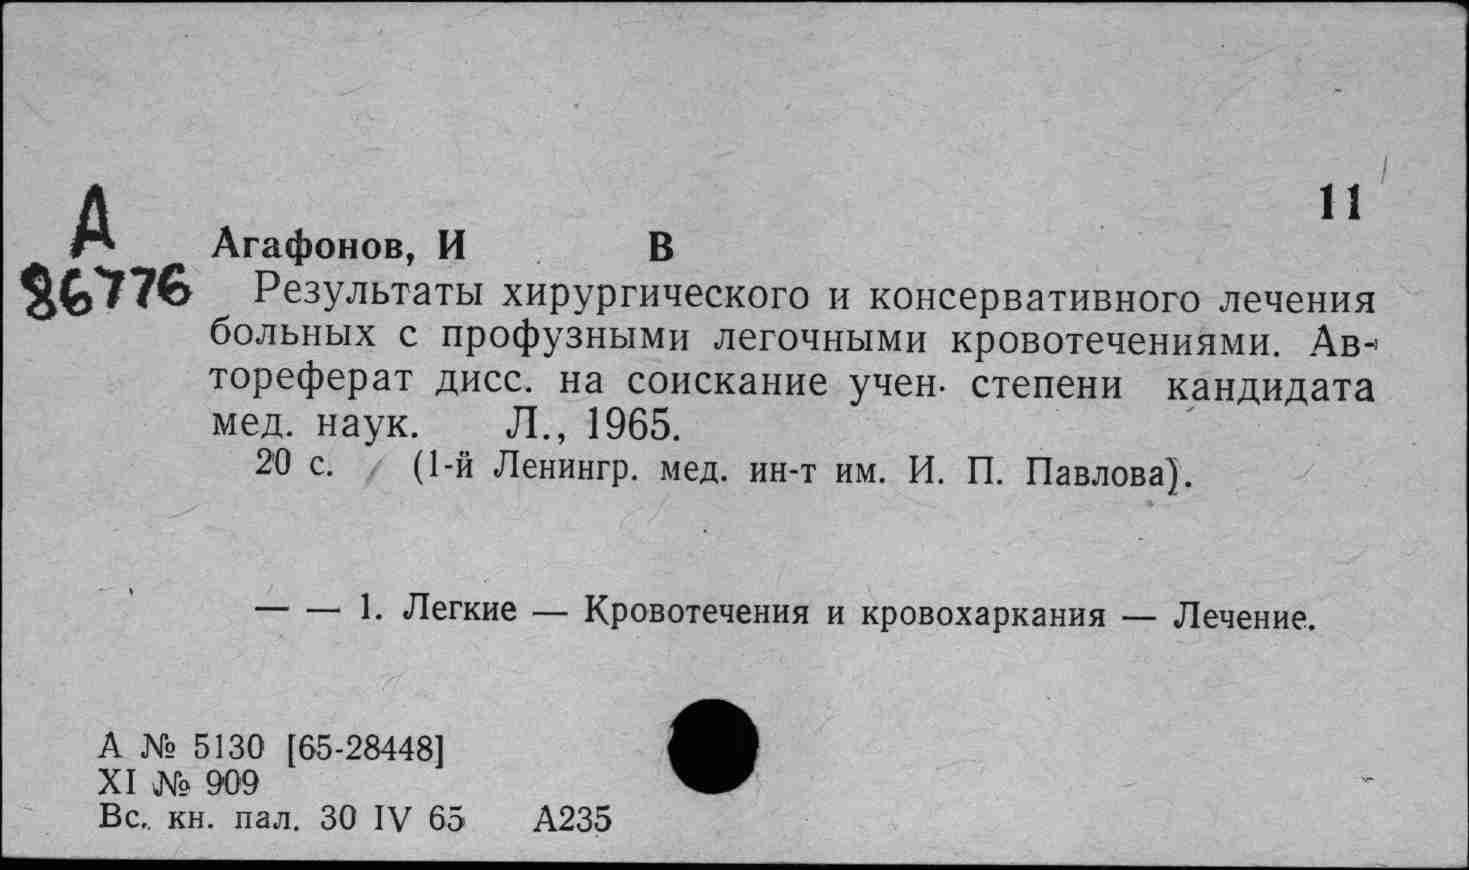 11
А
86776
Агафонов, И В
Результаты хирургического и консервативного лечения
больных с профузными легочными кровотечениями. Ав-
тореферат дисс. на соискание учен. степени кандидата
мед. наук. Л., 1965.
20 с. (1-й Ленингр. мед. ин-т им. И. П. Павлова).
— — 1. Легкие — Кровотечения и кровохаркания — Лечение.
А № 5130 [65-28448]
XI № 909
Вс. кн. пал. 30 IV 65 А235